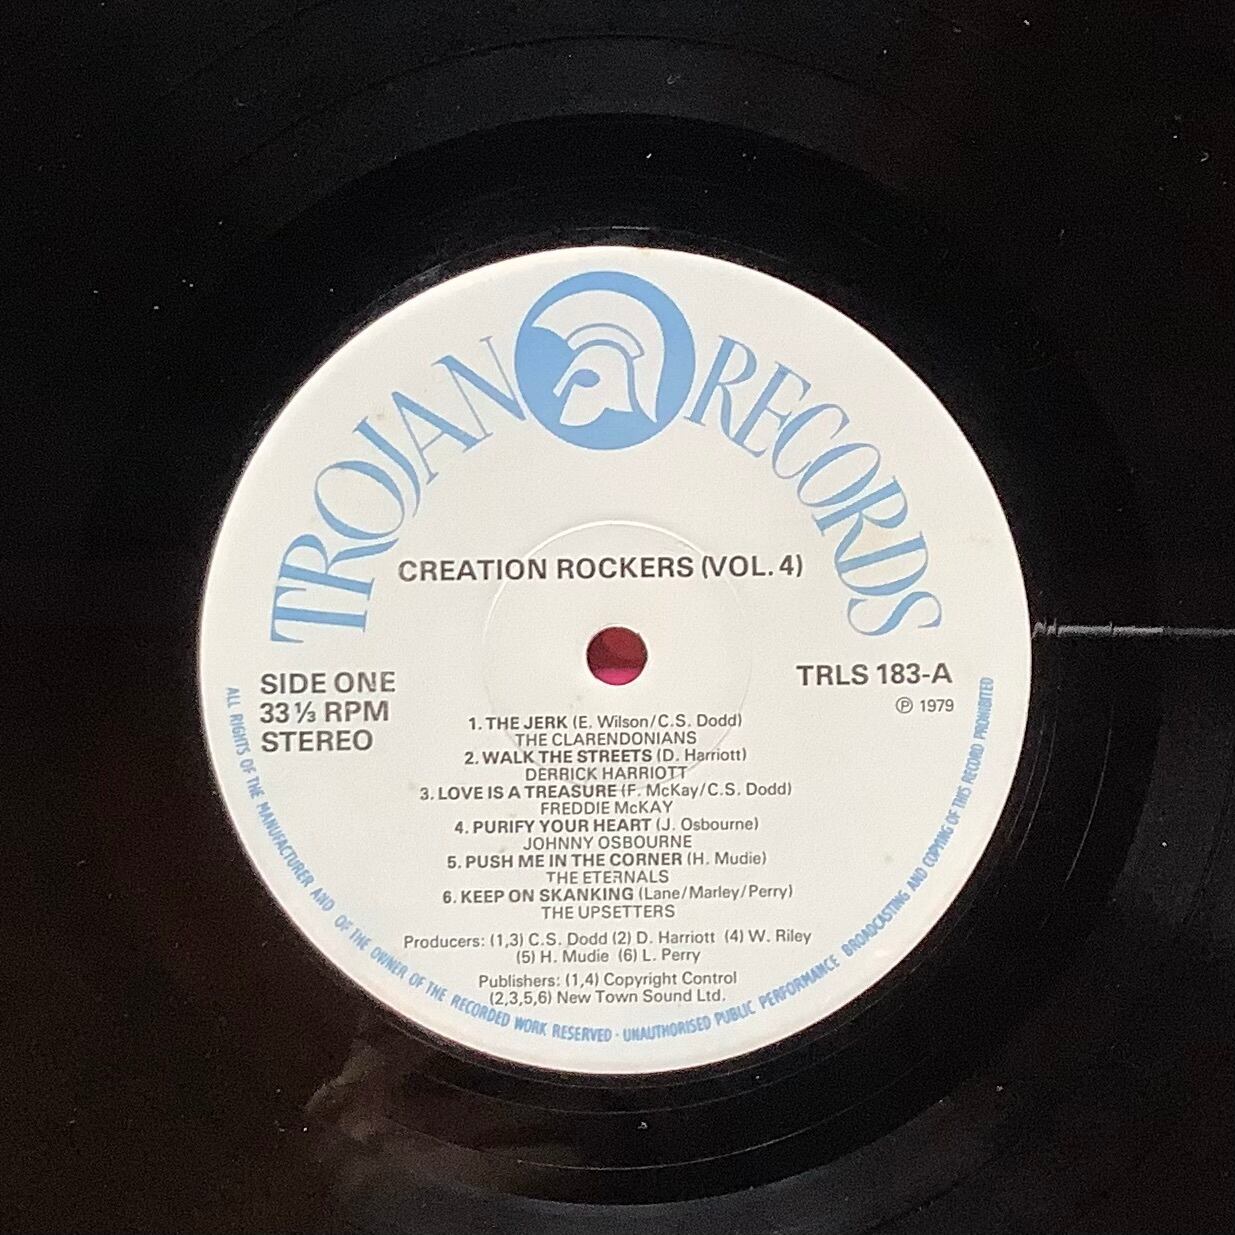 TROJAN RECORDS
CREATION ROCKERS (VOL. 4)
SIDE ONE
33⅓ RPM
STEREO
TRLS 183-A
℗ 1979
1. THE JERK (E. Wilson/C.S. Dodd)
THE CLARENDONIANS
2. WALK THE STREETS (D. Harriott)
DERRICK HARRIOTT
3. LOVE IS A TREASURE (F. McKay/C.S. Dodd)
FREDDIE McKAY
4. PURIFY YOUR HEART (J. Osbourne)
JOHNNY OSBOURNE
5. PUSH ME IN THE CORNER (H. Mudie)
THE ETERNALS
6. KEEP ON SKANKING (Lane/Marley/Perry)
THE UPSETTERS
Producers: (1,3) C.S. Dodd (2) D. Harriott (4) W. Riley
(5) H. Mudie (6) L. Perry
Publishers: (1,4) Copyright Control
(2,3,5,6) New Town Sound Ltd.
ALL RIGHTS OF THE MANUFACTURER AND OF THE OWNER OF THE RECORDED WORK RESERVED · UNAUTHORISED PUBLIC PERFORMANCE BROADCASTING AND COPYING OF THIS RECORD PROHIBITED